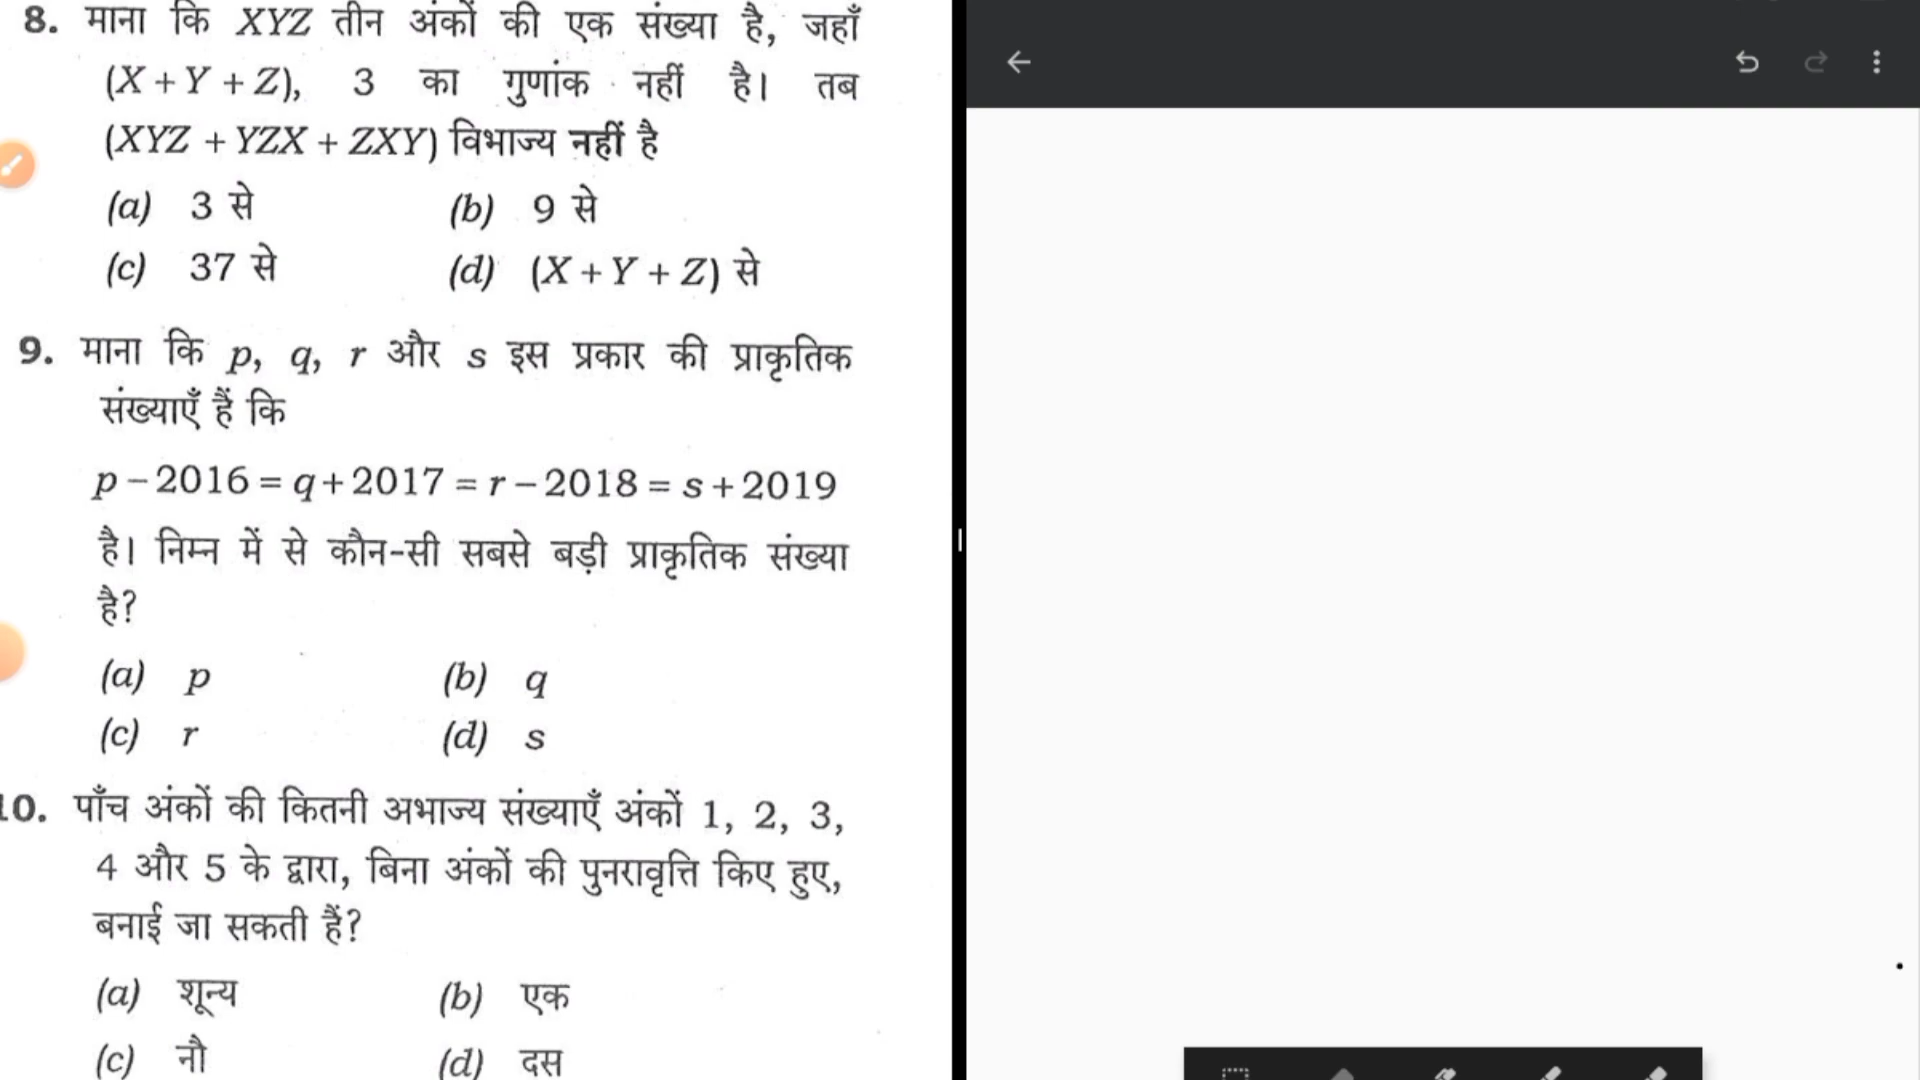 8. माना कि XYZ तीन अंकों की एक संख्या है, जहाँ
(X + Y + Z), 3 का गुणांक नहीं है। तब
(XYZ + YZX + ZXY) विभाज्य नहीं है
(a) 3 से (b) 9 से
(c) 37 से (d) (X + Y + Z) से
9. माना कि p, q, r और s इस प्रकार की प्राकृतिक
संख्याएँ हैं कि
p – 2016 = q + 2017 = r – 2018 = s + 2019
है। निम्न में से कौन-सी सबसे बड़ी प्राकृतिक संख्या
है?
(a) p (b) q
(c) r (d) s
10. पाँच अंकों की कितनी अभाज्य संख्याएँ अंकों 1, 2, 3,
4 और 5 के द्वारा, बिना अंकों की पुनरावृत्ति किए हुए,
बनाई जा सकती हैं?
(a) शून्य (b) एक
(c) नौ (d) दस